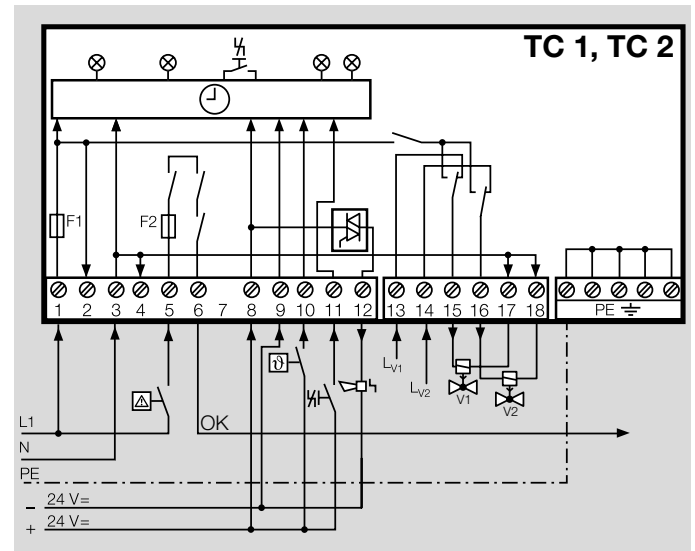 TC 1, TC 2
F1
F2
1 2 3 4 5 6 7 8 9 10 11 12 13 14 15 16 17 18
PE
ϑ
LV1
LV2
V1
V2
L1
OK
N
PE
– 24 V=
+ 24 V=